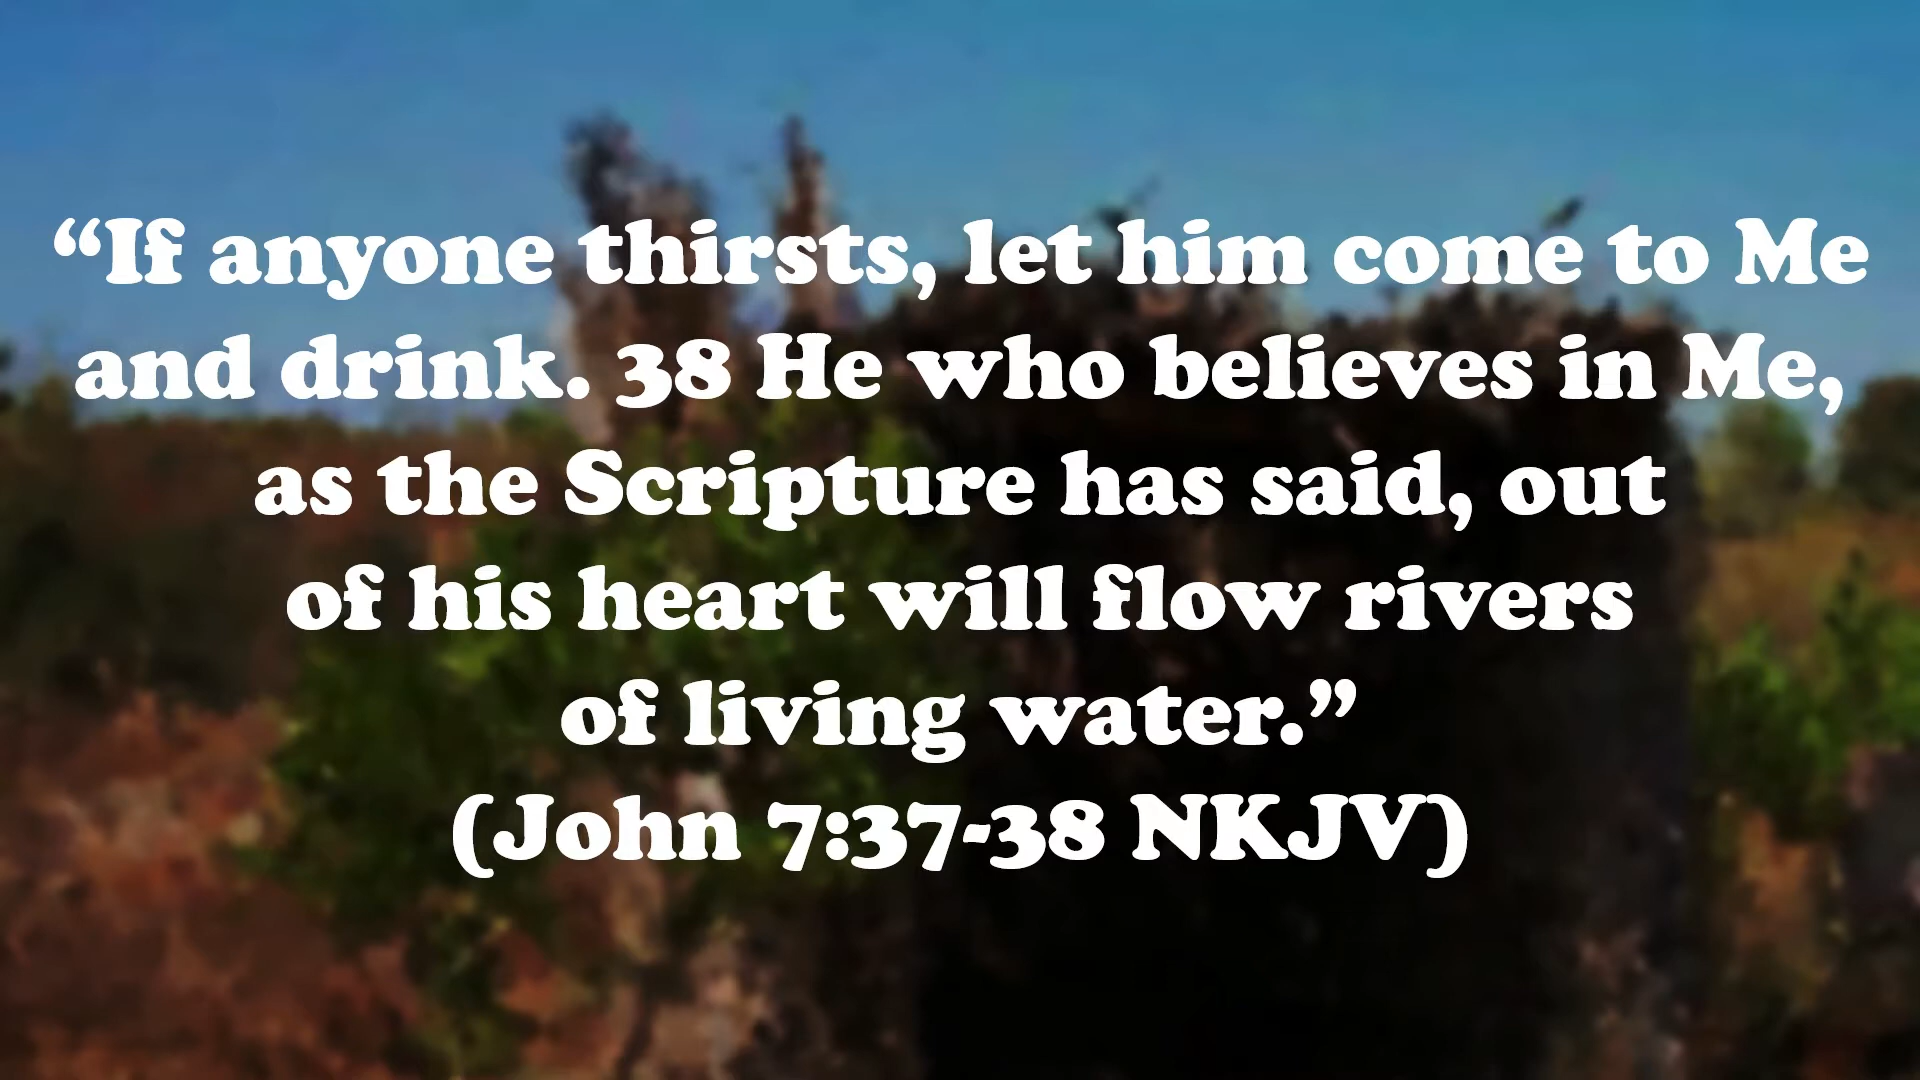 “If anyone thirsts, let him come to Me
and drink. 38 He who believes in Me,
as the Scripture has said, out
of his heart will flow rivers
of living water.”
(John 7:37-38 NKJV)